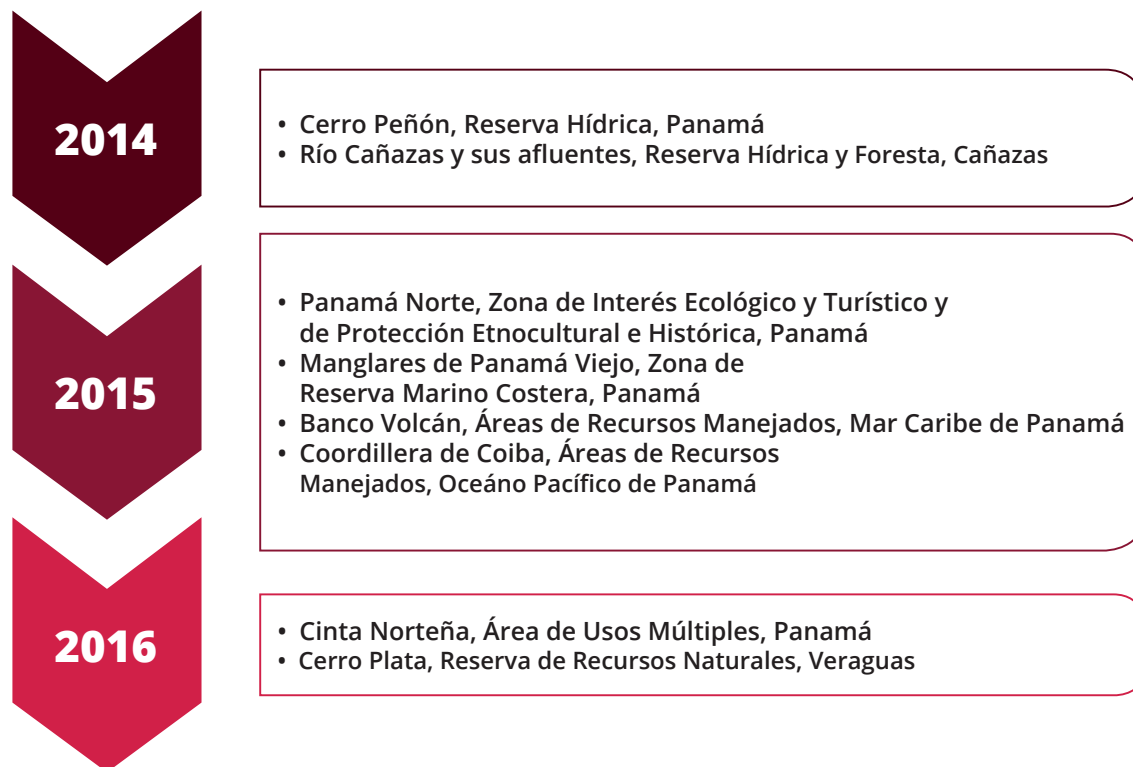 2014
• Cerro Peñón, Reserva Hídrica, Panamá
• Río Cañazas y sus afluentes, Reserva Hídrica y Foresta, Cañazas
2015
• Panamá Norte, Zona de Interés Ecológico y Turístico y
de Protección Etnocultural e Histórica, Panamá
• Manglares de Panamá Viejo, Zona de
Reserva Marino Costera, Panamá
• Banco Volcán, Áreas de Recursos Manejados, Mar Caribe de Panamá
• Coordillera de Coiba, Áreas de Recursos
Manejados, Oceáno Pacífico de Panamá
2016
• Cinta Norteña, Área de Usos Múltiples, Panamá
• Cerro Plata, Reserva de Recursos Naturales, Veraguas